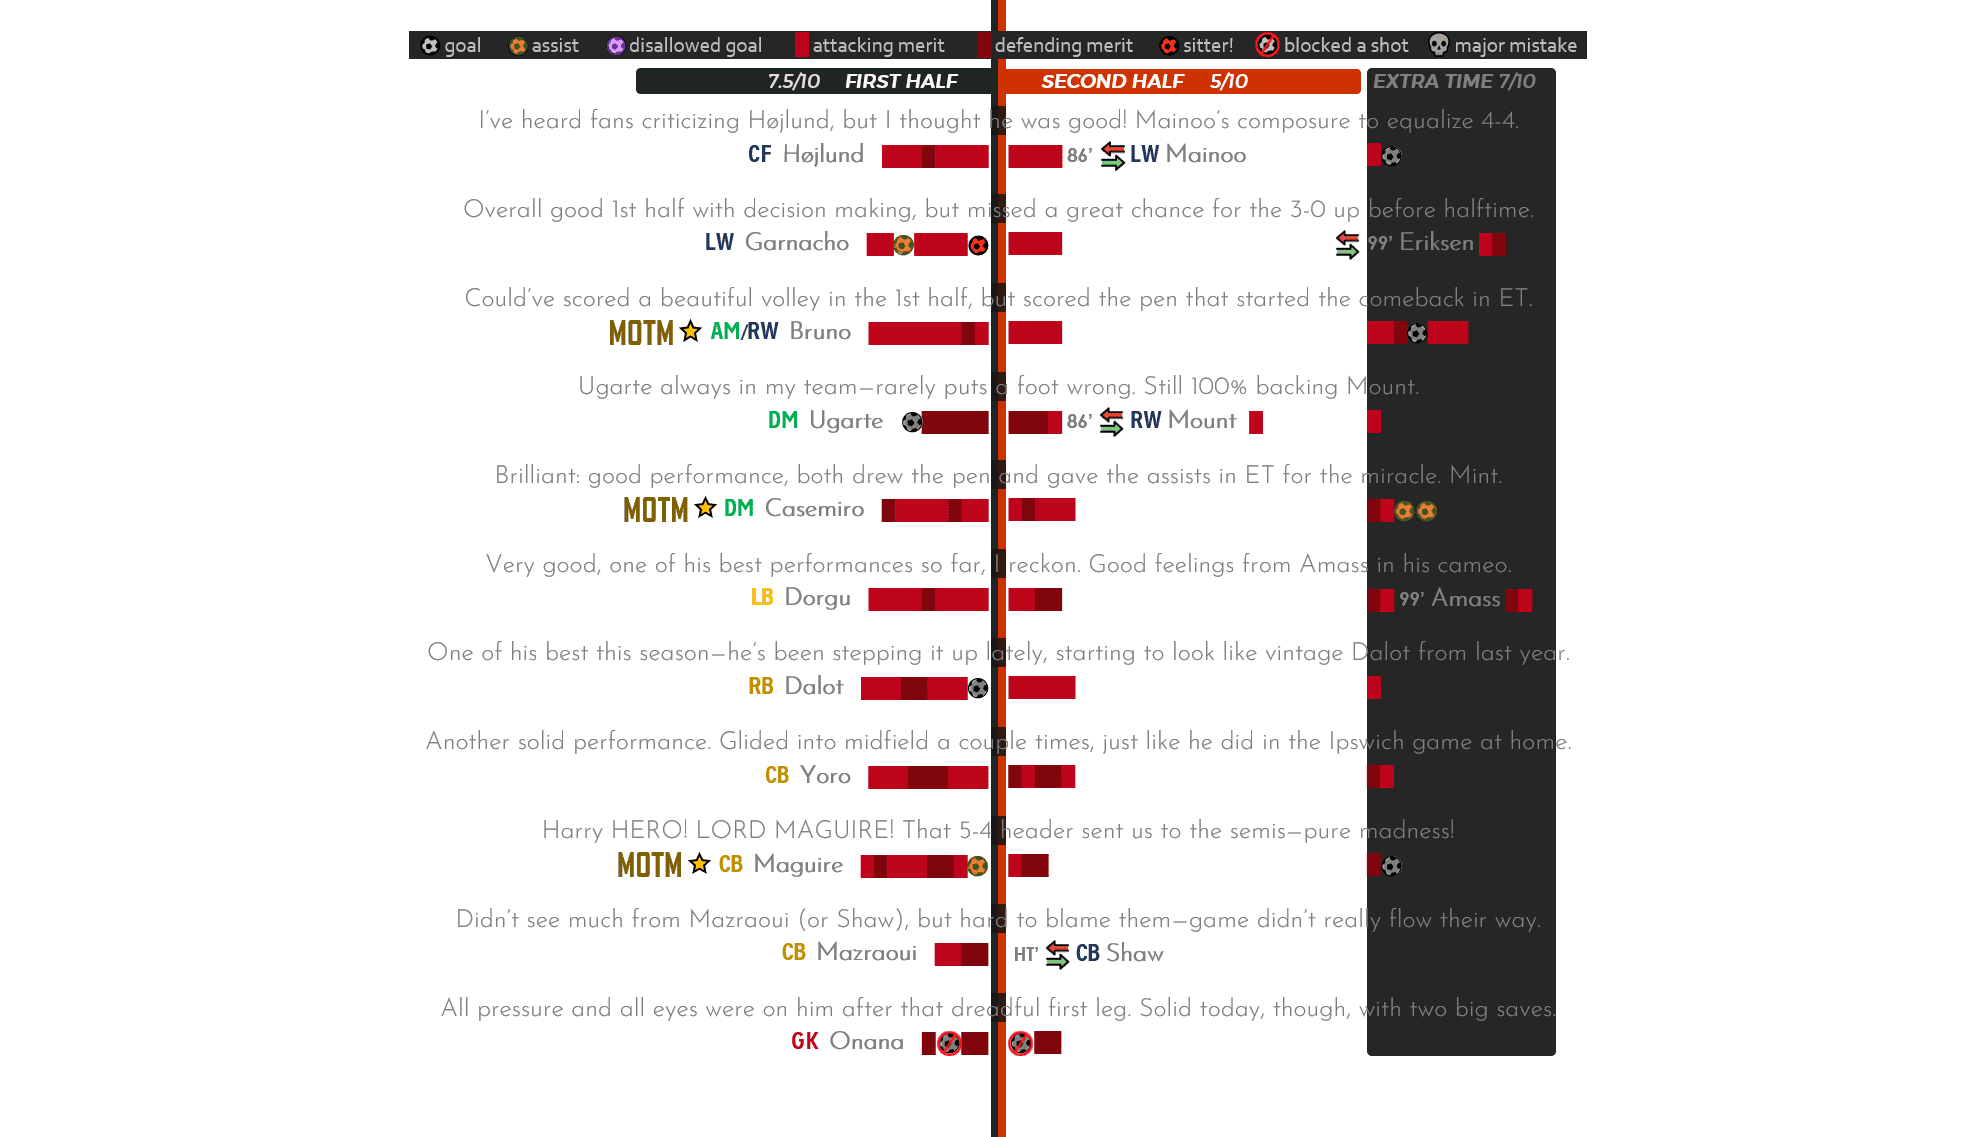 goal assist disallowed goal attacking merit defending merit sitter! blocked a shot major mistake
7.5/10 FIRST HALF SECOND HALF 5/10 EXTRA TIME 7/10
I've heard fans criticizing Højlund, but I thought he was good! Mainoo's composure to equalize 4-4.
CF Højlund 86' LW Mainoo
Overall good 1st half with decision making, but missed a great chance for the 3-0 up before halftime.
LW Garnacho 99' Eriksen
Could've scored a beautiful volley in the 1st half, but scored the pen that started the comeback in ET.
MOTM AM/RW Bruno
Ugarte always in my team—rarely puts a foot wrong. Still 100% backing Mount.
DM Ugarte 86' RW Mount
Brilliant: good performance, both drew the pen and gave the assists in ET for the miracle. Mint.
MOTM DM Casemiro
Very good, one of his best performances so far, I reckon. Good feelings from Amass in his cameo.
LB Dorgu 99' Amass
One of his best this season—he's been stepping it up lately, starting to look like vintage Dalot from last year.
RB Dalot
Another solid performance. Glided into midfield a couple times, just like he did in the Ipswich game at home.
CB Yoro
Harry HERO! LORD MAGUIRE! That 5-4 header sent us to the semis—pure madness!
MOTM CB Maguire
Didn't see much from Mazraoui (or Shaw), but hard to blame them—game didn't really flow their way.
CB Mazraoui HT' CB Shaw
All pressure and all eyes were on him after that dreadful first leg. Solid today, though, with two big saves.
GK Onana